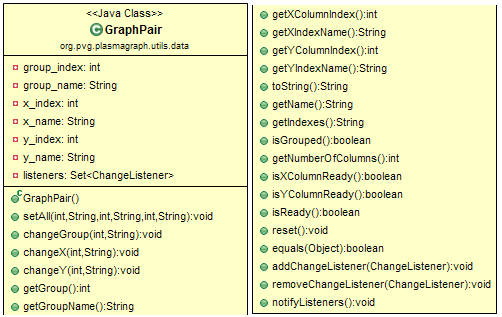 <<Java Class>>
GraphPair
org.pvg.plasmagraph.utils.data
group_index: int
group_name: String
x_index: int
x_name: String
y_index: int
y_name: String
listeners: Set<ChangeListener>
GraphPair()
setAll(int,String,int,String,int,String):void
changeGroup(int,String):void
changeX(int,String):void
changeY(int,String):void
getGroup():int
getGroupName():String
getXColumnIndex():int
getXIndexName():String
getYColumnIndex():int
getYIndexName():String
toString():String
getName():String
getIndexes():String
isGrouped():boolean
getNumberOfColumns():int
isXColumnReady():boolean
isYColumnReady():boolean
isReady():boolean
reset():void
equals(Object):boolean
addChangeListener(ChangeListener):void
removeChangeListener(ChangeListener):void
notifyListeners():void